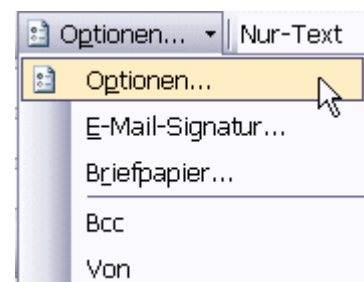 Optionen... Nur-Text
Optionen...
E-Mail-Signatur...
Briefpapier...
Bcc
Von